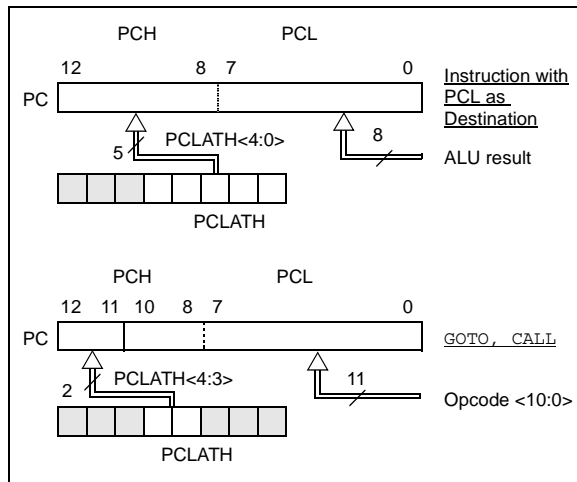 PCH PCL
12 8 7 0
PC
Instruction with
PCL as
Destination
5 PCLATH<4:0> 8
ALU result
PCLATH
PCH PCL
12 11 10 8 7 0
PC
GOTO, CALL
2 PCLATH<4:3> 11
Opcode <10:0>
PCLATH